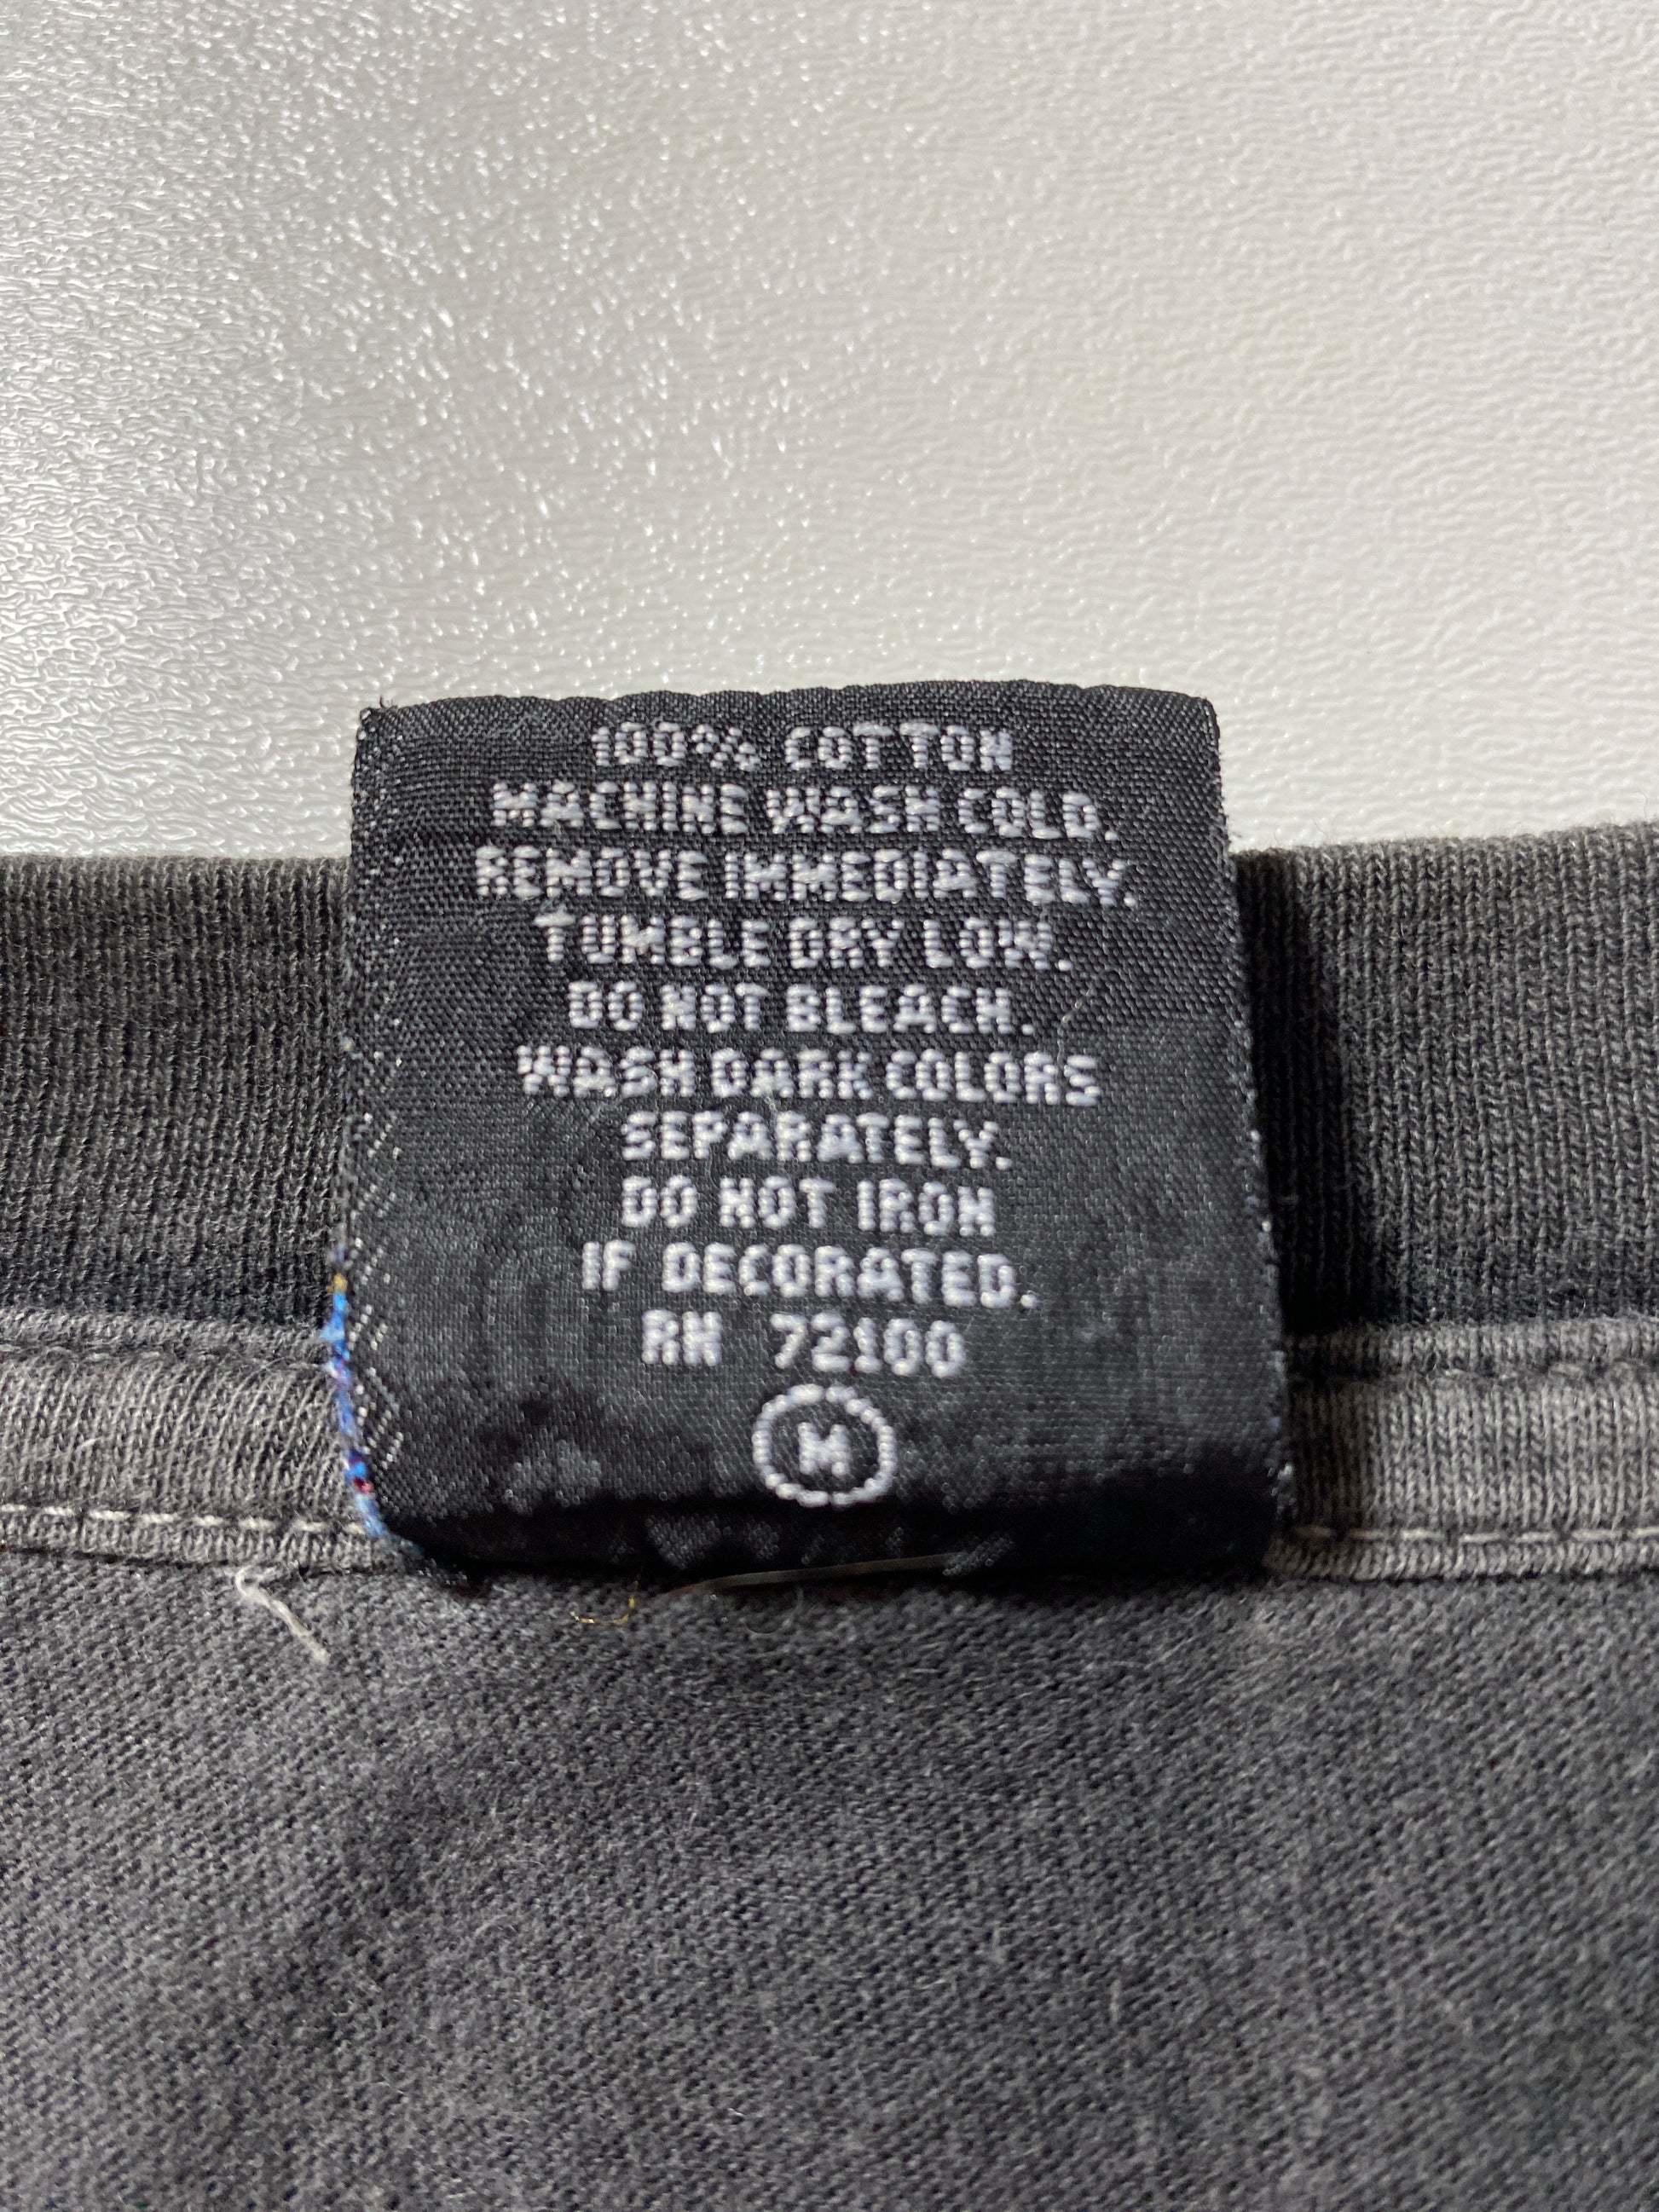 100% COTTON
MACHINE WASH COLD.
REMOVE IMMEDIATELY.
TUMBLE DRY LOW.
DO NOT BLEACH.
WASH DARK COLORS
SEPARATELY.
DO NOT IRON
IF DECORATED.
RN 72100
M